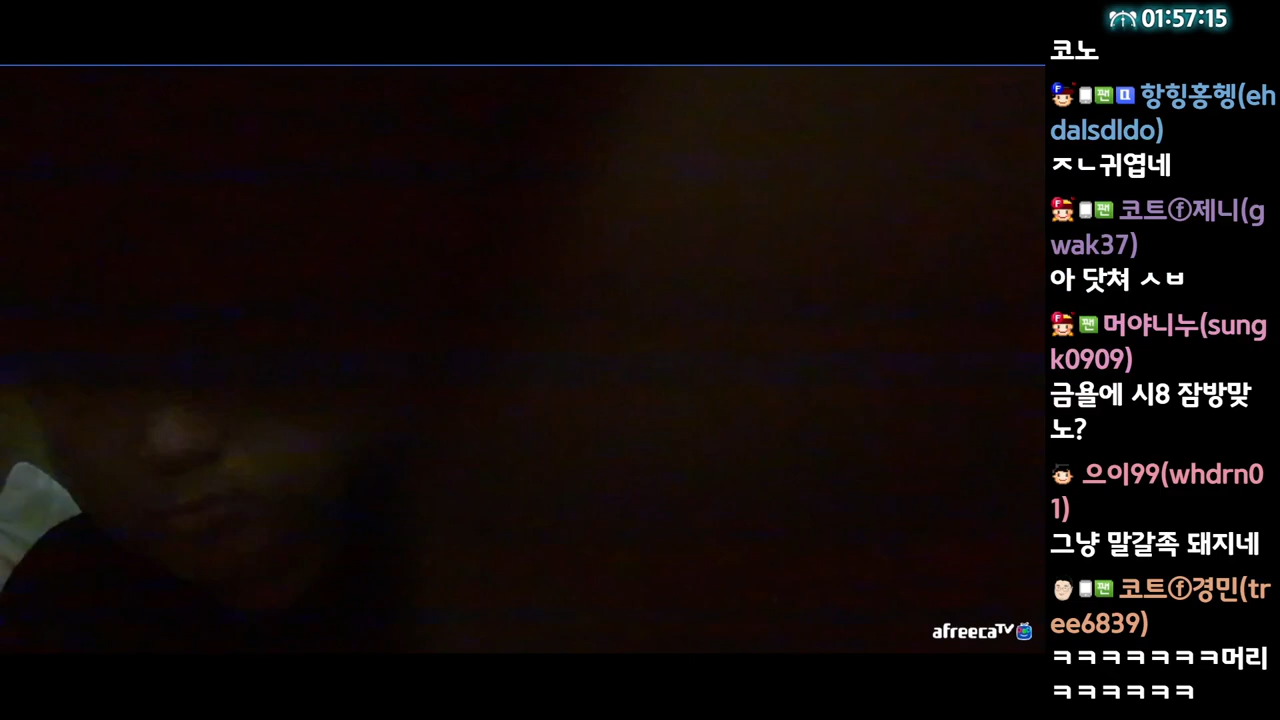 01:57:15
코노
항힝홍헹(eh
dalsdldo)
ㅈㄴ귀엽네
코트ⓕ제니(g
wak37)
아 닷쳐 ㅅㅂ
머야니누(sung
k0909)
금욜에 시8 잠방맞
노?
으이99(whdrn0
1)
그냥 말갈족 돼지네
코트ⓕ경민(tr
ee6839)
ㅋㅋㅋㅋㅋㅋㅋ머리
ㅋㅋㅋㅋㅋㅋ
afreecaTV